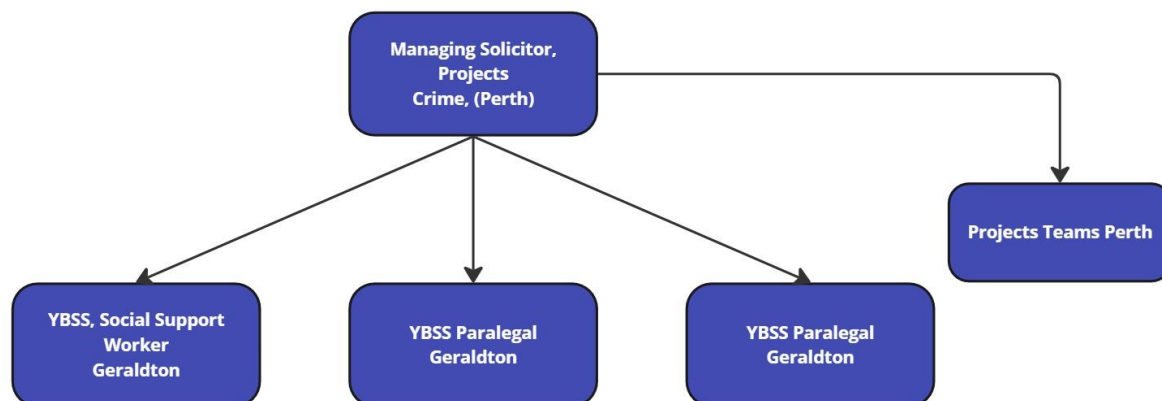 Managing Solicitor,
Projects
Crime, (Perth)
Projects Teams Perth
YBSS, Social Support
Worker
Geraldton
YBSS Paralegal
Geraldton
YBSS Paralegal
Geraldton